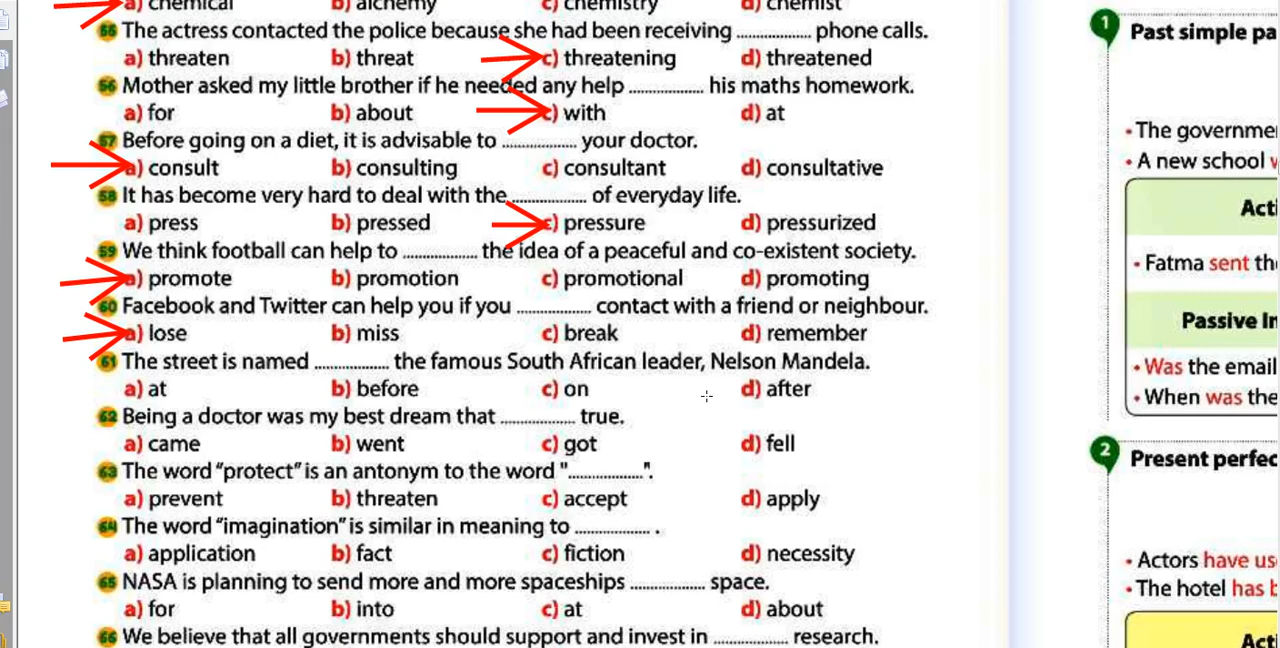 a) chemical b) alchemy c) chemistry d) chemist
The actress contacted the police because she had been receiving .................. phone calls.
a) threaten b) threat c) threatening d) threatened
56 Mother asked my little brother if he needed any help .................. his maths homework.
a) for b) about c) with d) at
57 Before going on a diet, it is advisable to .................. your doctor.
a) consult b) consulting c) consultant d) consultative
58 It has become very hard to deal with the .................. of everyday life.
a) press b) pressed c) pressure d) pressurized
59 We think football can help to .................. the idea of a peaceful and co-existent society.
a) promote b) promotion c) promotional d) promoting
60 Facebook and Twitter can help you if you .................. contact with a friend or neighbour.
a) lose b) miss c) break d) remember
61 The street is named .................. the famous South African leader, Nelson Mandela.
a) at b) before c) on d) after
62 Being a doctor was my best dream that .................. true.
a) came b) went c) got d) fell
63 The word “protect” is an antonym to the word "..................".
a) prevent b) threaten c) accept d) apply
64 The word “imagination” is similar in meaning to .................. .
a) application b) fact c) fiction d) necessity
65 NASA is planning to send more and more spaceships .................. space.
a) for b) into c) at d) about
66 We believe that all governments should support and invest in .................. research.
1 Past simple pa
• The governme
• A new school w
Acti
• Fatma sent the
Passive In
• Was the email
• When was the
2 Present perfec
• Actors have us
• The hotel has b
Acti